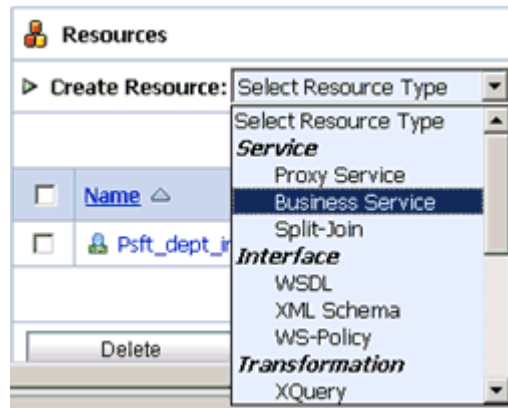 Resources
Create Resource: Select Resource Type
Select Resource Type
Service
Proxy Service
Business Service
Split-Join
Interface
WSDL
XML Schema
WS-Policy
Transformation
XQuery
Name
Psft_dept_i
Delete